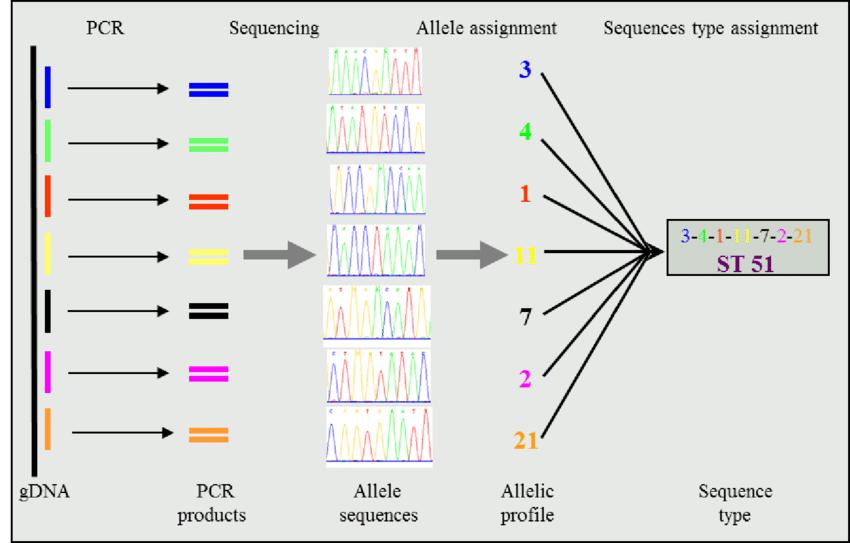 PCR
Sequencing
Allele assignment
Sequences type assignment
3
4
1
11
7
2
21
3-4-1-11-7-2-21
ST 51
gDNA
PCR
products
Allele
sequences
Allelic
profile
Sequence
type